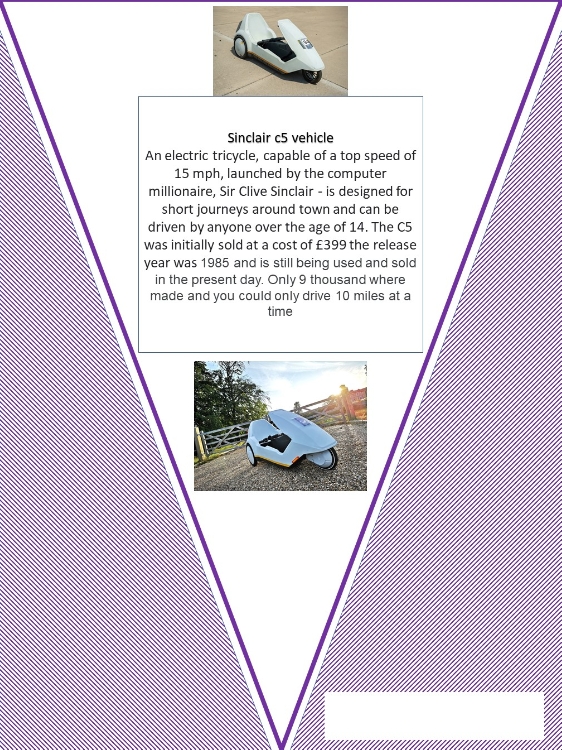 Sinclair c5 vehicle
An electric tricycle, capable of a top speed of
15 mph, launched by the computer
millionaire, Sir Clive Sinclair - is designed for
short journeys around town and can be
driven by anyone over the age of 14. The C5
was initially sold at a cost of £399 the release
year was 1985 and is still being used and sold
in the present day. Only 9 thousand where
made and you could only drive 10 miles at a
time